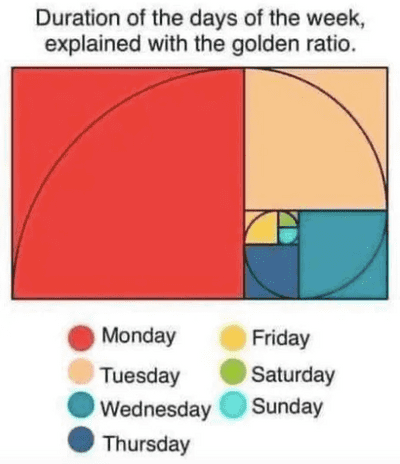 Duration of the days of the week,
explained with the golden ratio.
Monday
Tuesday
Wednesday
Thursday
Friday
Saturday
Sunday